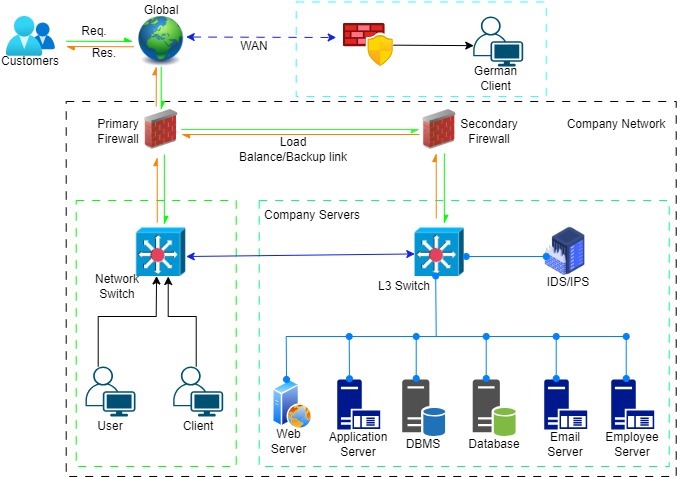 Global
Req.
Res.
Customers
WAN
German
Client
Primary
Firewall
Load
Balance/Backup link
Secondary
Firewall
Company Network
Company Servers
Network
Switch
L3 Switch
IDS/IPS
User
Client
Web
Server
Application
Server
DBMS
Database
Email
Server
Employee
Server